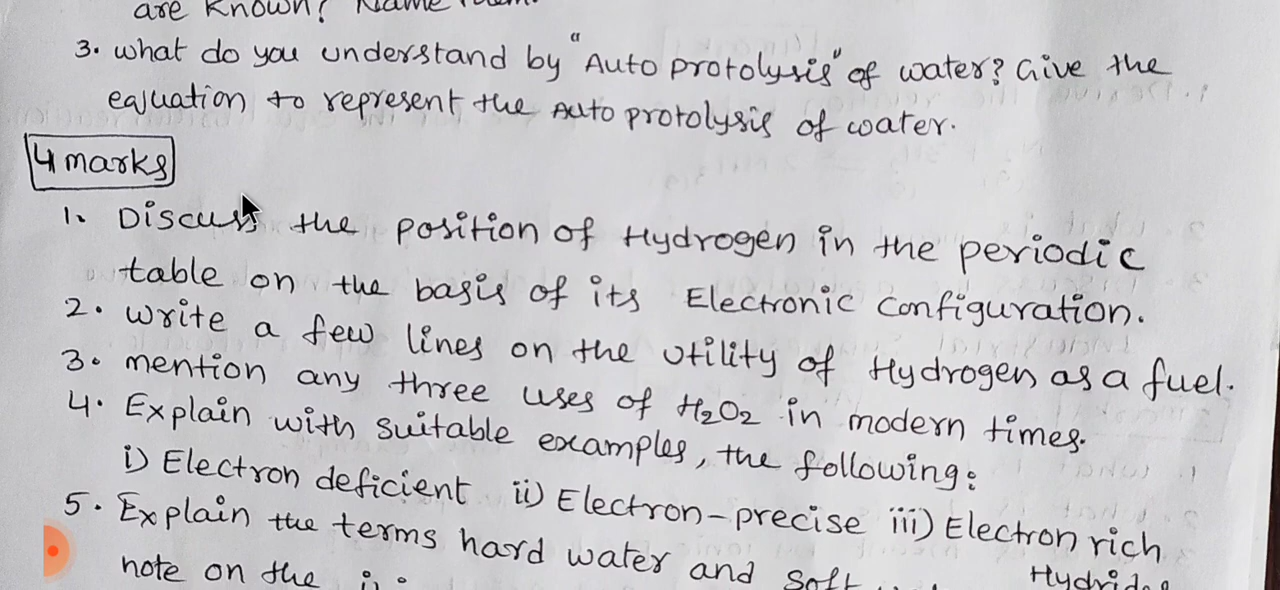 are known? Name them.
3. what do you understand by "Auto protolysis" of water? Give the
equation to represent the Auto protolysis of water.
4 marks
1. Discuss the position of Hydrogen in the periodic
table on the basis of its Electronic configuration.
2. write a few lines on the utility of Hydrogen as a fuel.
3. mention any three uses of H2O2 in modern times.
4. Explain with suitable examples, the following:
i) Electron deficient ii) Electron-precise iii) Electron rich
Hydrides
5. Explain the terms hard water and soft
note on the